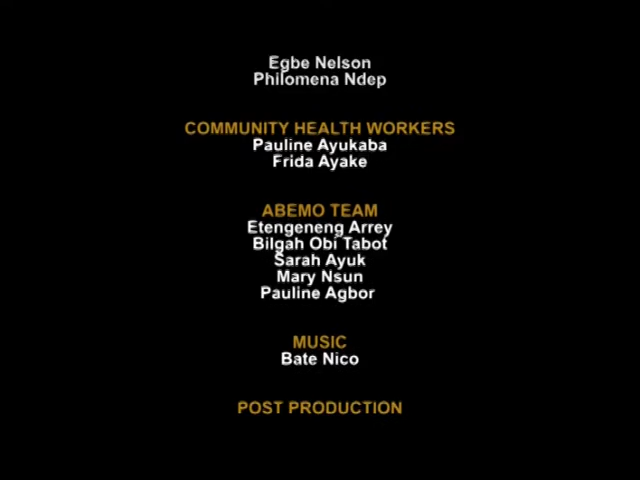 Egbe Nelson
Philomena Ndep
COMMUNITY HEALTH WORKERS
Pauline Ayukaba
Frida Ayake
ABEMO TEAM
Etengeneng Arrey
Bilgah Obi Tabot
Sarah Ayuk
Mary Nsun
Pauline Agbor
MUSIC
Bate Nico
POST PRODUCTION